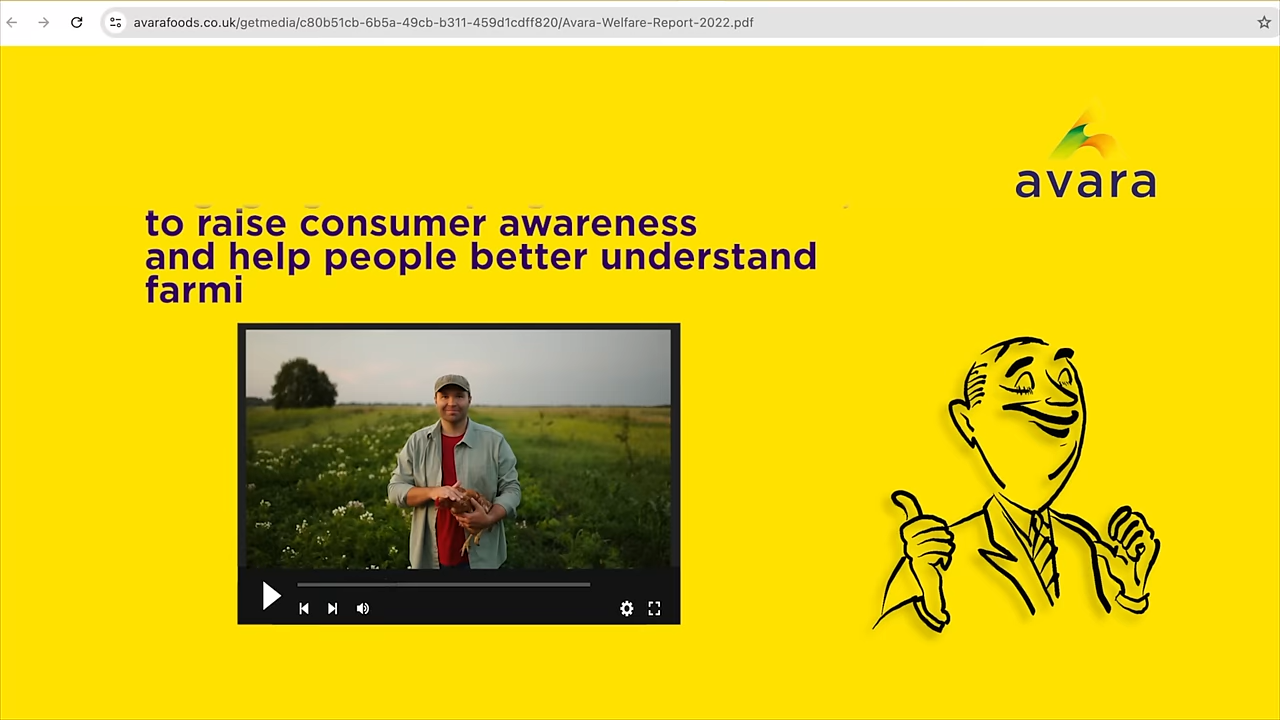 avarafoods.co.uk/getmedia/c80b51cb-6b5a-49cb-b311-459d1cdff820/Avara-Welfare-Report-2022.pdf
avara
to raise consumer awareness
and help people better understand
farmi